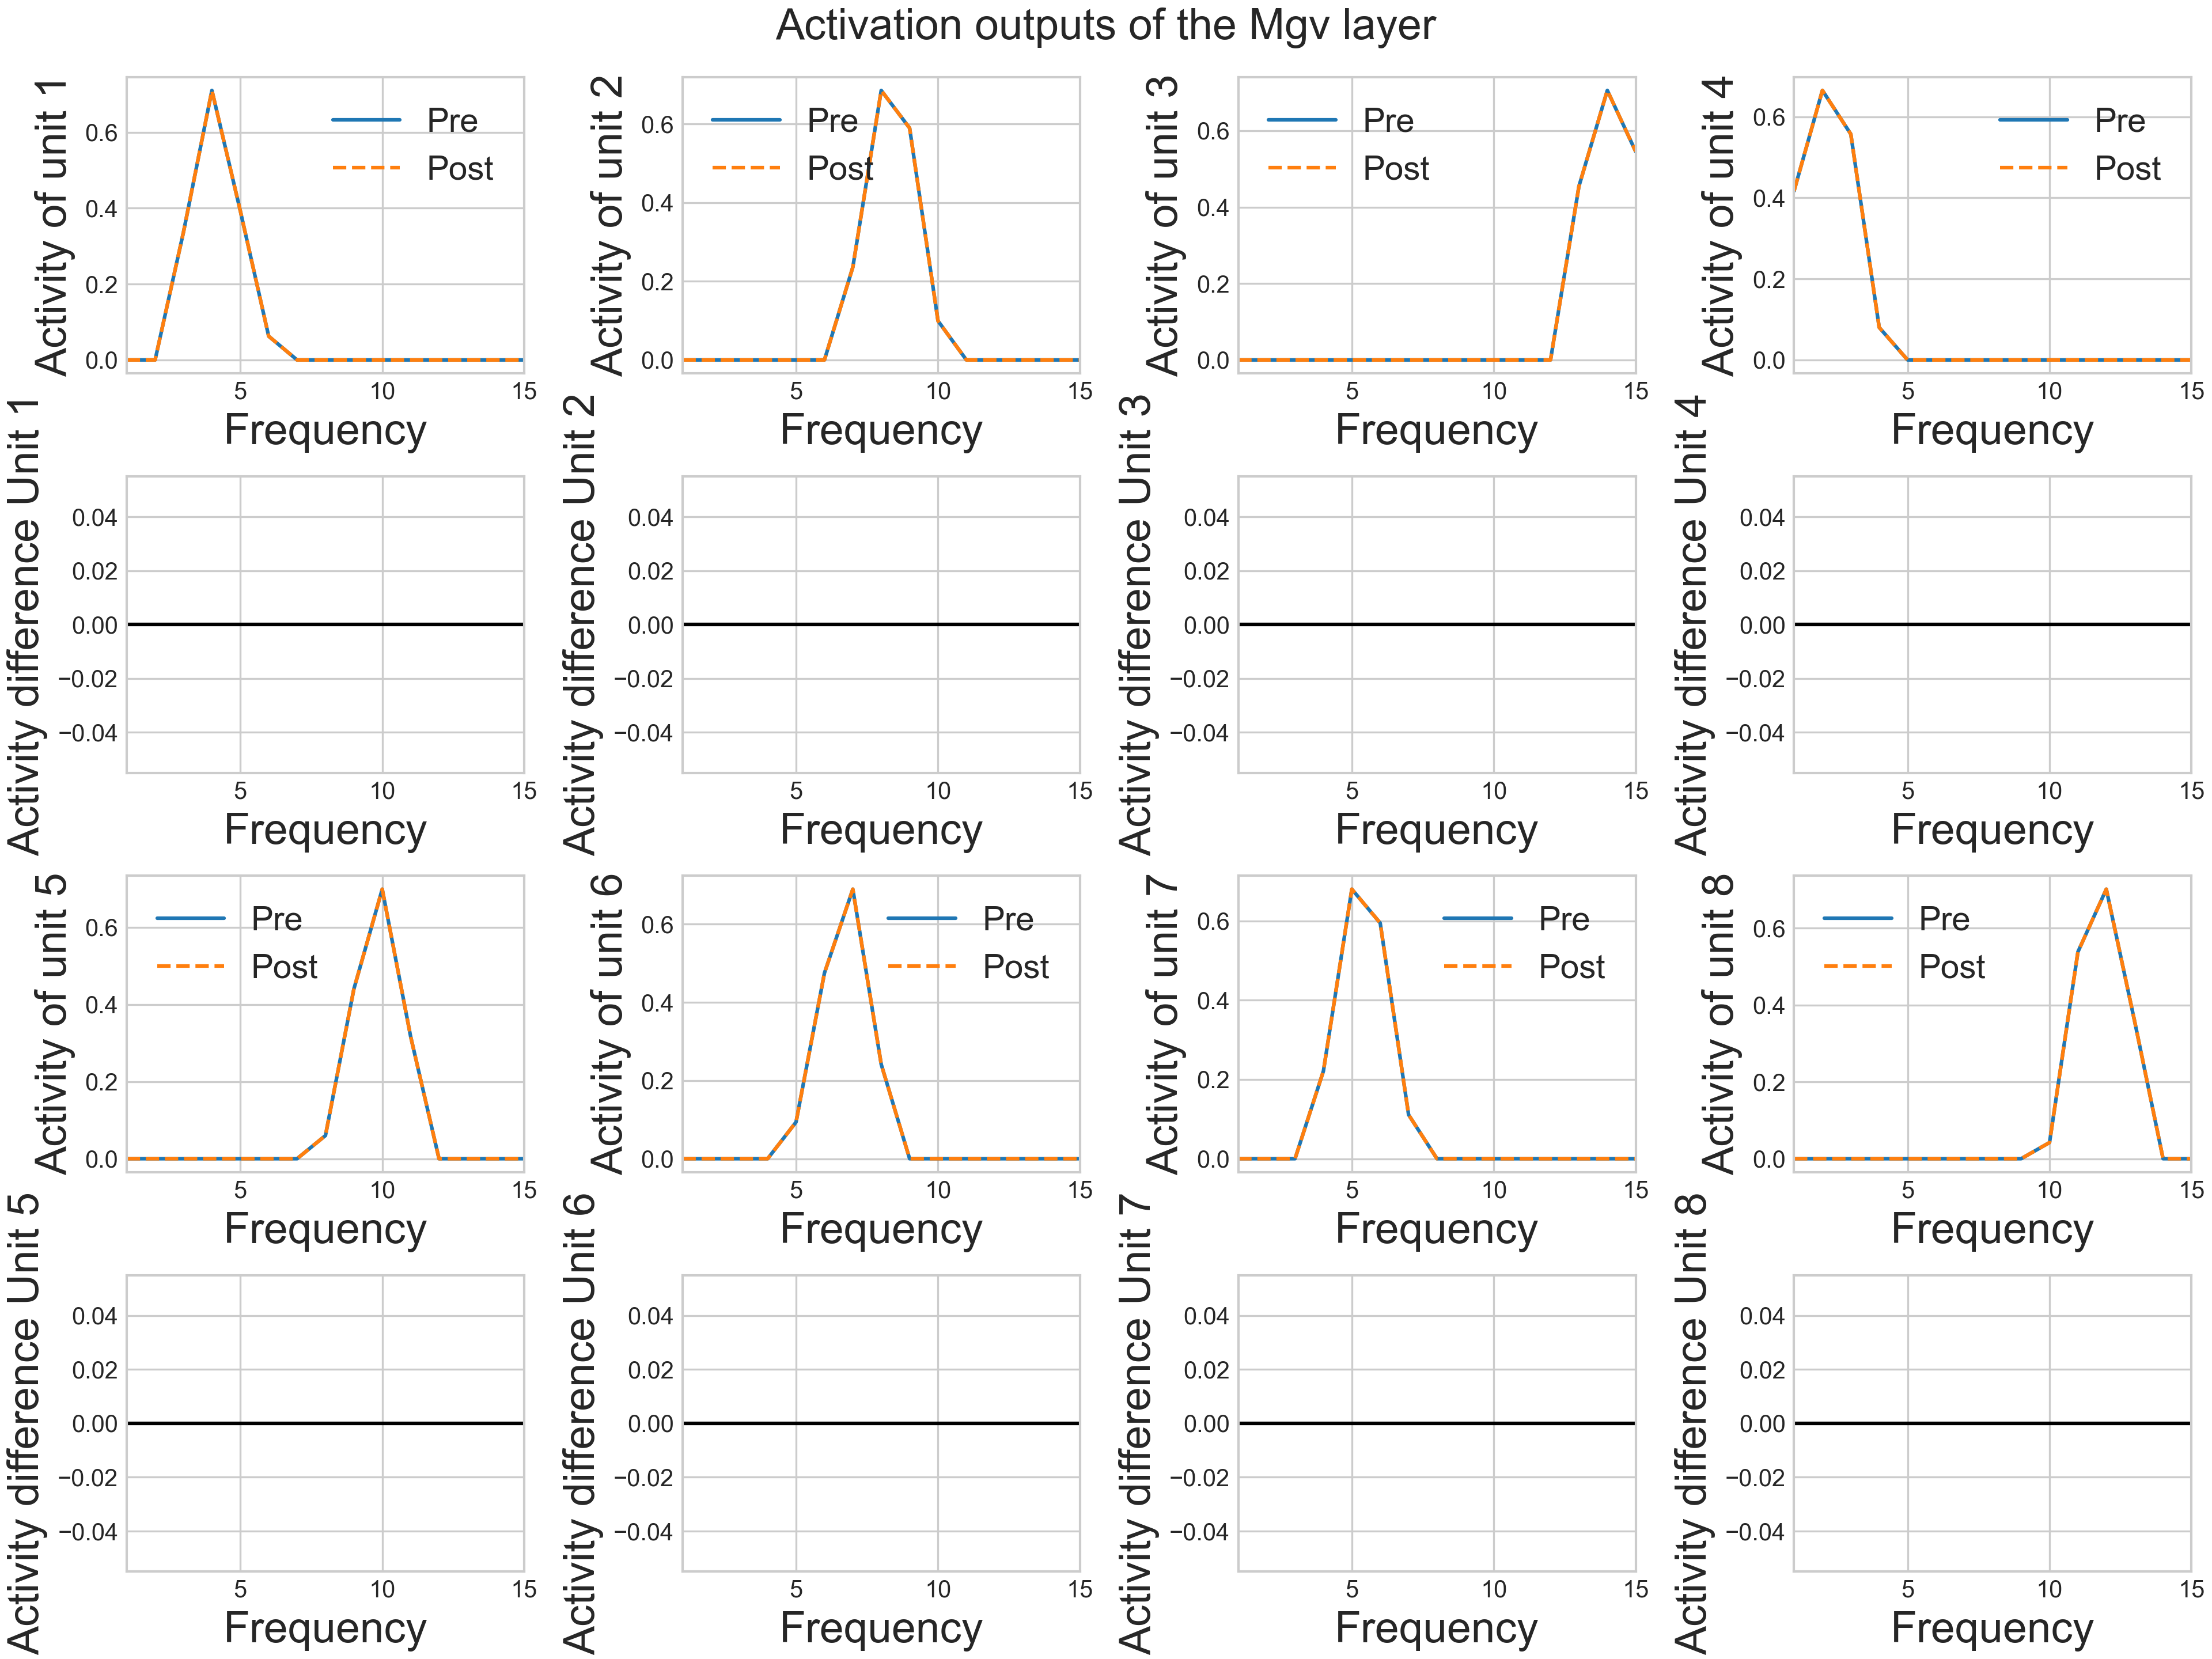 Activation outputs of the Mgv layer
Activity of unit 1
0.6
0.4
0.2
0.0
Pre
Post
5
10
15
Frequency
Activity of unit 2
0.6
0.4
0.2
0.0
Pre
Post
5
10
15
Frequency
Activity of unit 3
0.6
0.4
0.2
0.0
Pre
Post
5
10
15
Frequency
Activity of unit 4
0.6
0.4
0.2
0.0
Pre
Post
5
10
15
Frequency
Activity difference Unit 1
0.04
0.02
0.00
−0.02
−0.04
5
10
15
Frequency
Activity difference Unit 2
0.04
0.02
0.00
−0.02
−0.04
5
10
15
Frequency
Activity difference Unit 3
0.04
0.02
0.00
−0.02
−0.04
5
10
15
Frequency
Activity difference Unit 4
0.04
0.02
0.00
−0.02
−0.04
5
10
15
Frequency
Activity of unit 5
0.6
0.4
0.2
0.0
Pre
Post
5
10
15
Frequency
Activity of unit 6
0.6
0.4
0.2
0.0
Pre
Post
5
10
15
Frequency
Activity of unit 7
0.6
0.4
0.2
0.0
Pre
Post
5
10
15
Frequency
Activity of unit 8
0.6
0.4
0.2
0.0
Pre
Post
5
10
15
Frequency
Activity difference Unit 5
0.04
0.02
0.00
−0.02
−0.04
5
10
15
Frequency
Activity difference Unit 6
0.04
0.02
0.00
−0.02
−0.04
5
10
15
Frequency
Activity difference Unit 7
0.04
0.02
0.00
−0.02
−0.04
5
10
15
Frequency
Activity difference Unit 8
0.04
0.02
0.00
−0.02
−0.04
5
10
15
Frequency